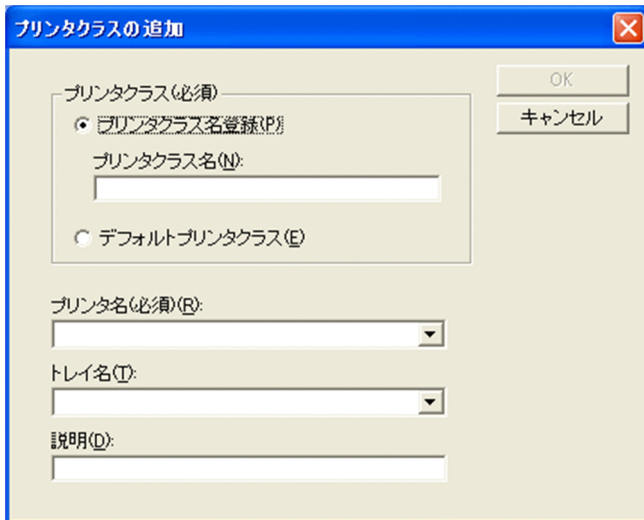 プリンタクラスの追加
プリンタクラス(必須)
プリンタクラス名登録(P)
プリンタクラス名(N):
デフォルトプリンタクラス(E)
プリンタ名(必須)(R):
トレイ名(T):
説明(D):
OK
キャンセル